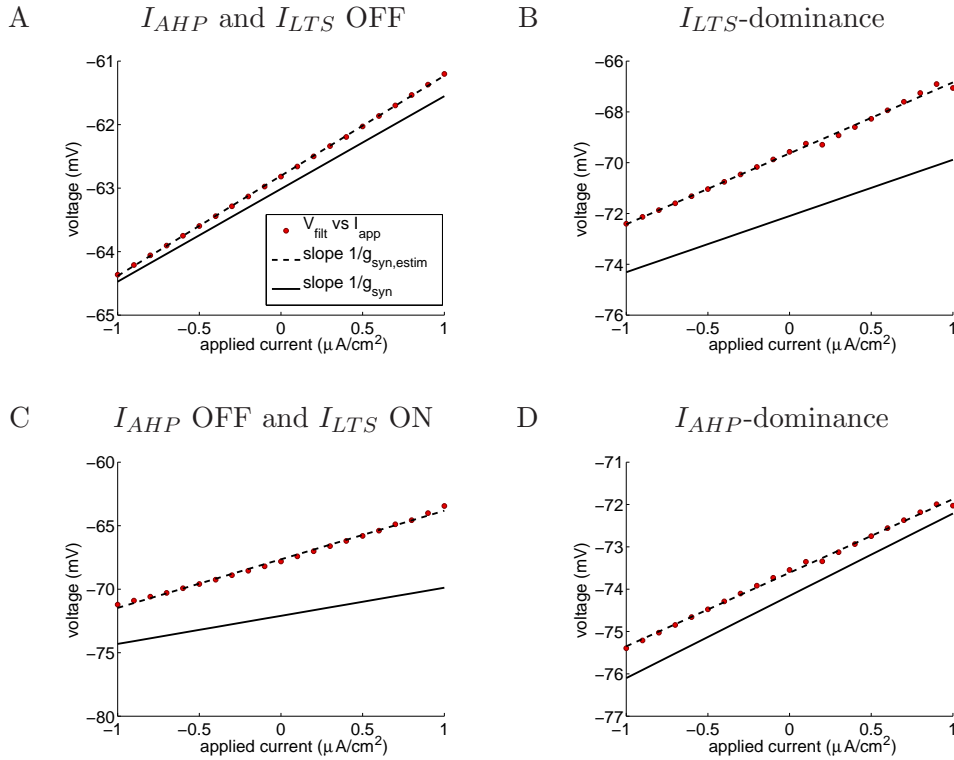 A I_AHP and I_LTS OFF
−61
−62
−63
−64
−65
voltage (mV)
V_filt vs I_app
slope 1/g_syn,estim
slope 1/g_syn
−1 −0.5 0 0.5 1
applied current (μ A/cm²)
B I_LTS-dominance
−66
−68
−70
−72
−74
−76
voltage (mV)
−1 −0.5 0 0.5 1
applied current (μ A/cm²)
C I_AHP OFF and I_LTS ON
−60
−65
−70
−75
−80
voltage (mV)
−1 −0.5 0 0.5 1
applied current (μ A/cm²)
D I_AHP-dominance
−71
−72
−73
−74
−75
−76
−77
voltage (mV)
−1 −0.5 0 0.5 1
applied current (μ A/cm²)